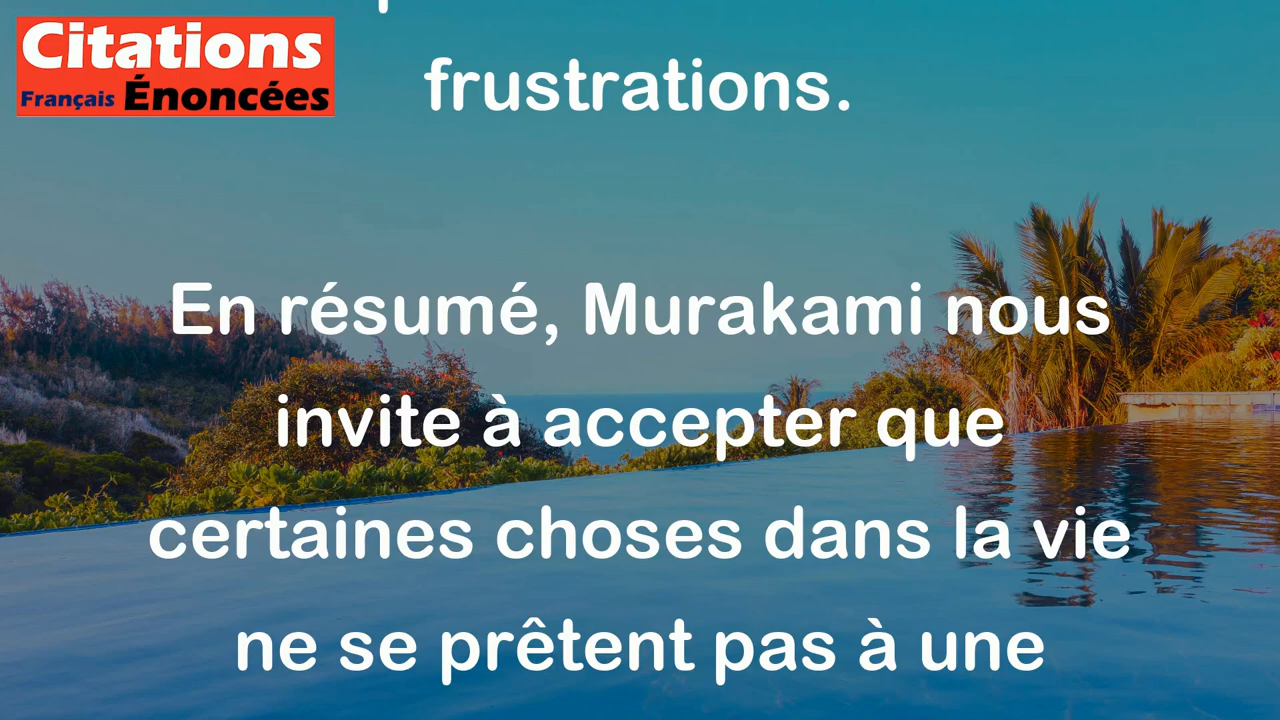 Citations
Français Énoncées
frustrations.
En résumé, Murakami nous
invite à accepter que
certaines choses dans la vie
ne se prêtent pas à une